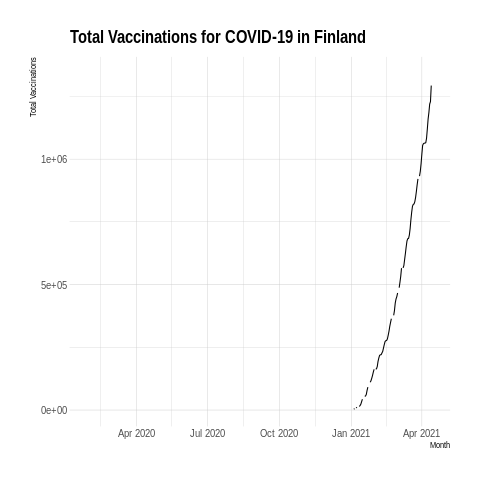 Total Vaccinations for COVID-19 in Finland
Total Vaccinations
1e+06
5e+05
0e+00
Apr 2020 Jul 2020 Oct 2020 Jan 2021 Apr 2021
Month